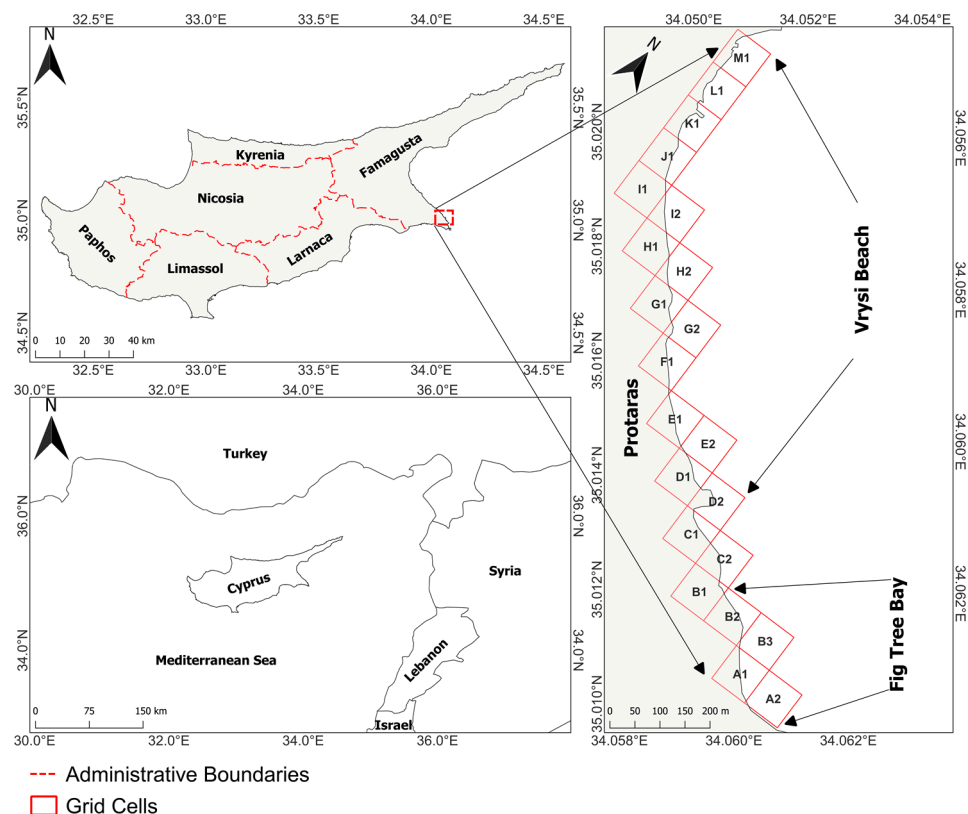 32.5°E 33.0°E 33.5°E 34.0°E 34.5°E
N
35.5°N
35.0°N
34.5°N
35.5°N
35.0°N
34.5°N
Kyrenia
Famagusta
Nicosia
Paphos
Larnaca
Limassol
0 10 20 30 40 km
32.5°E 33.0°E 33.5°E 34.0°E 34.5°E
30.0°E 32.0°E 34.0°E 36.0°E
N
Turkey
36.0°N
34.0°N
36.0°N
34.0°N
Cyprus
Syria
Mediterranean Sea
Lebanon
Israel
0 75 150 km
30.0°E 32.0°E 34.0°E 36.0°E
34.050°E 34.052°E 34.054°E
N
M1
L1
K1
J1
I1
I2
H1
H2
G1
G2
F1
E1
E2
D1
D2
C1
C2
B1
B2
B3
A1
A2
35.020°N
35.018°N
35.016°N
35.014°N
35.012°N
35.010°N
34.056°E
34.058°E
34.060°E
34.062°E
Protaras
Vrysi Beach
Fig Tree Bay
0 50 100 150 200 m
34.058°E 34.060°E 34.062°E
Administrative Boundaries
Grid Cells